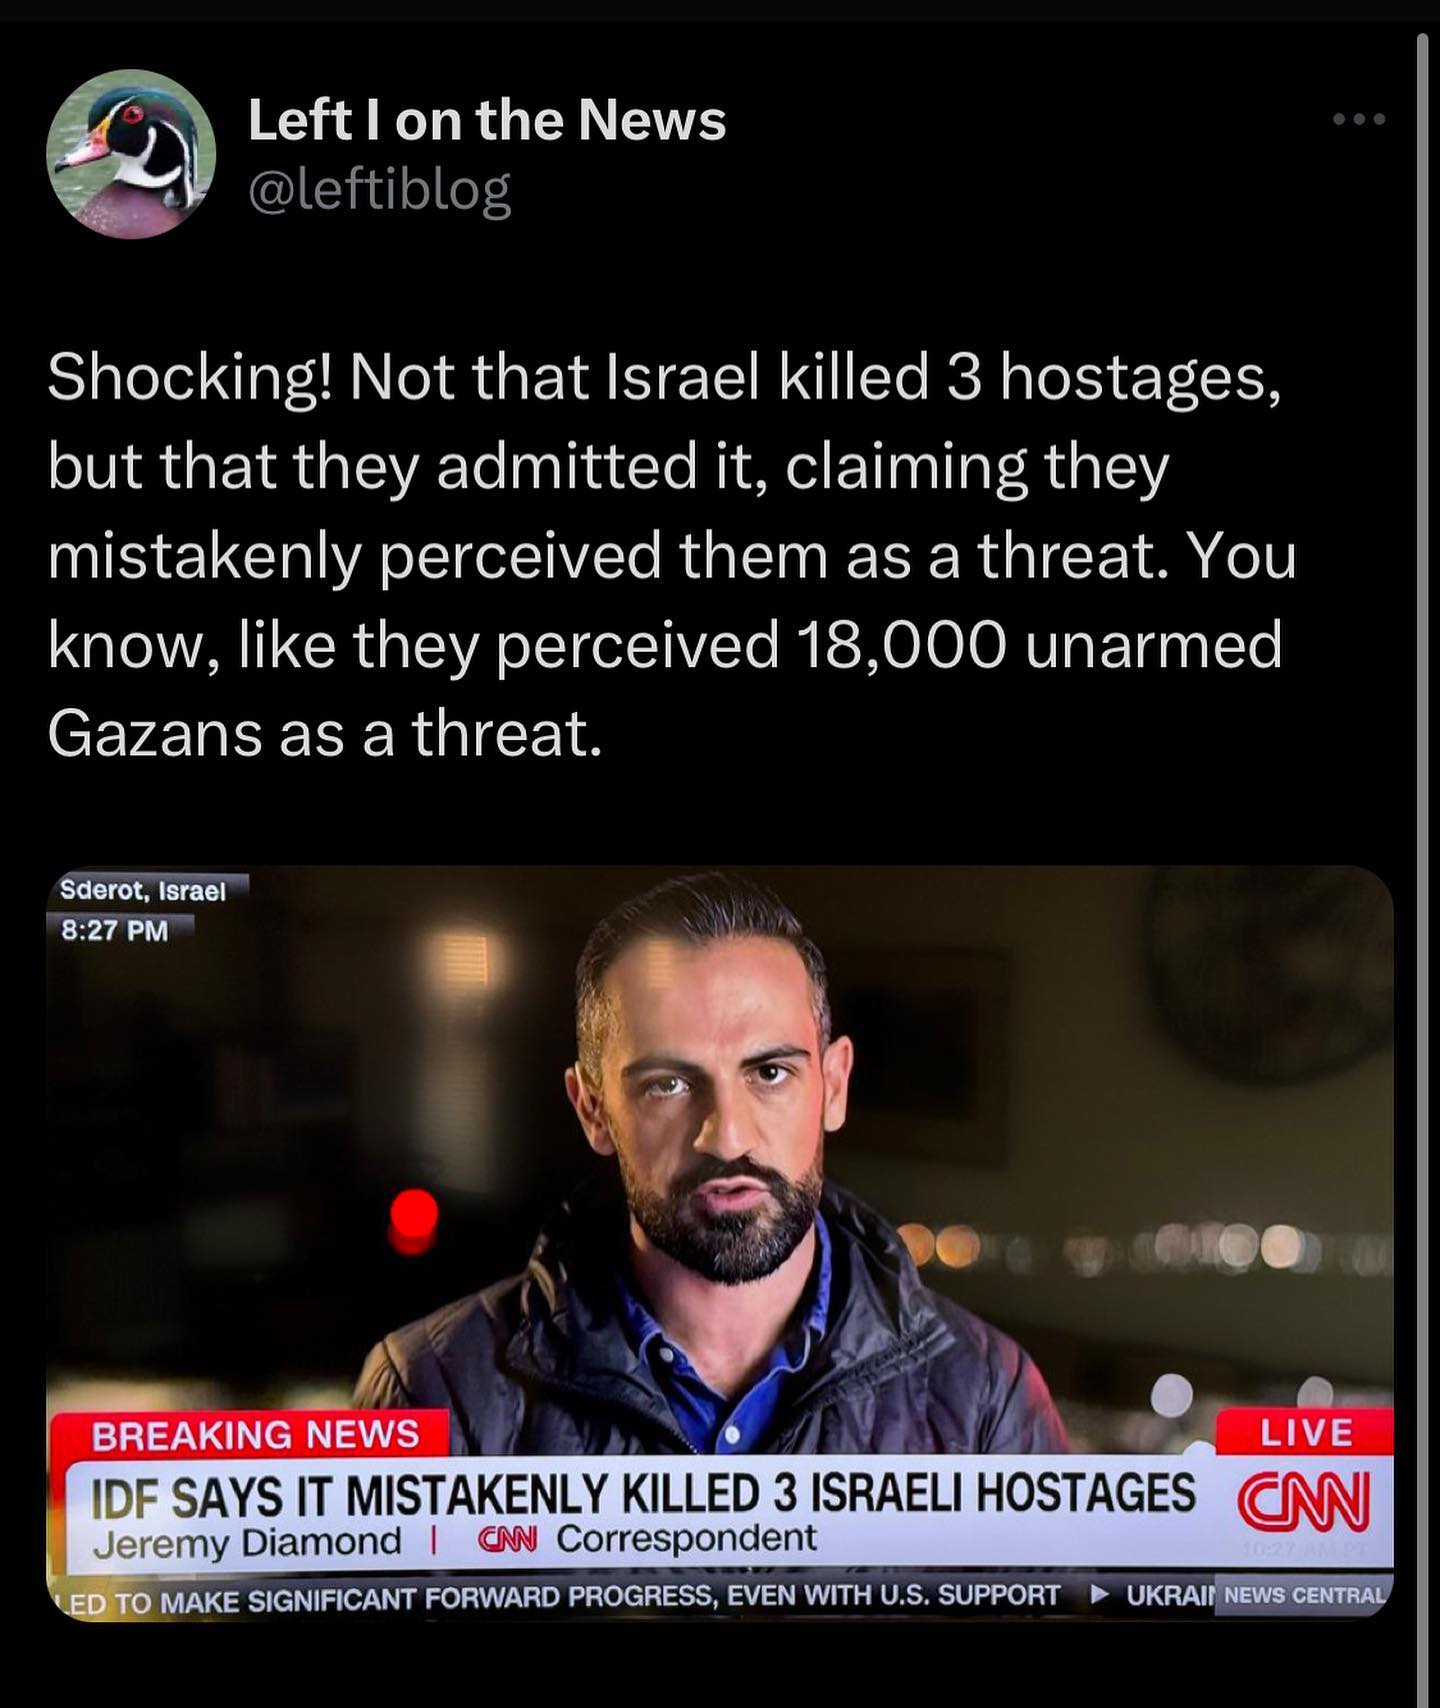 Left I on the News
@leftiblog
Shocking! Not that Israel killed 3 hostages,
but that they admitted it, claiming they
mistakenly perceived them as a threat. You
know, like they perceived 18,000 unarmed
Gazans as a threat.
Sderot, Israel
8:27 PM
BREAKING NEWS
LIVE
IDF SAYS IT MISTAKENLY KILLED 3 ISRAELI HOSTAGES
CNN
Jeremy Diamond | CNN Correspondent
10:27 AM PT
LED TO MAKE SIGNIFICANT FORWARD PROGRESS, EVEN WITH U.S. SUPPORT ▶ UKRAI NEWS CENTRAL